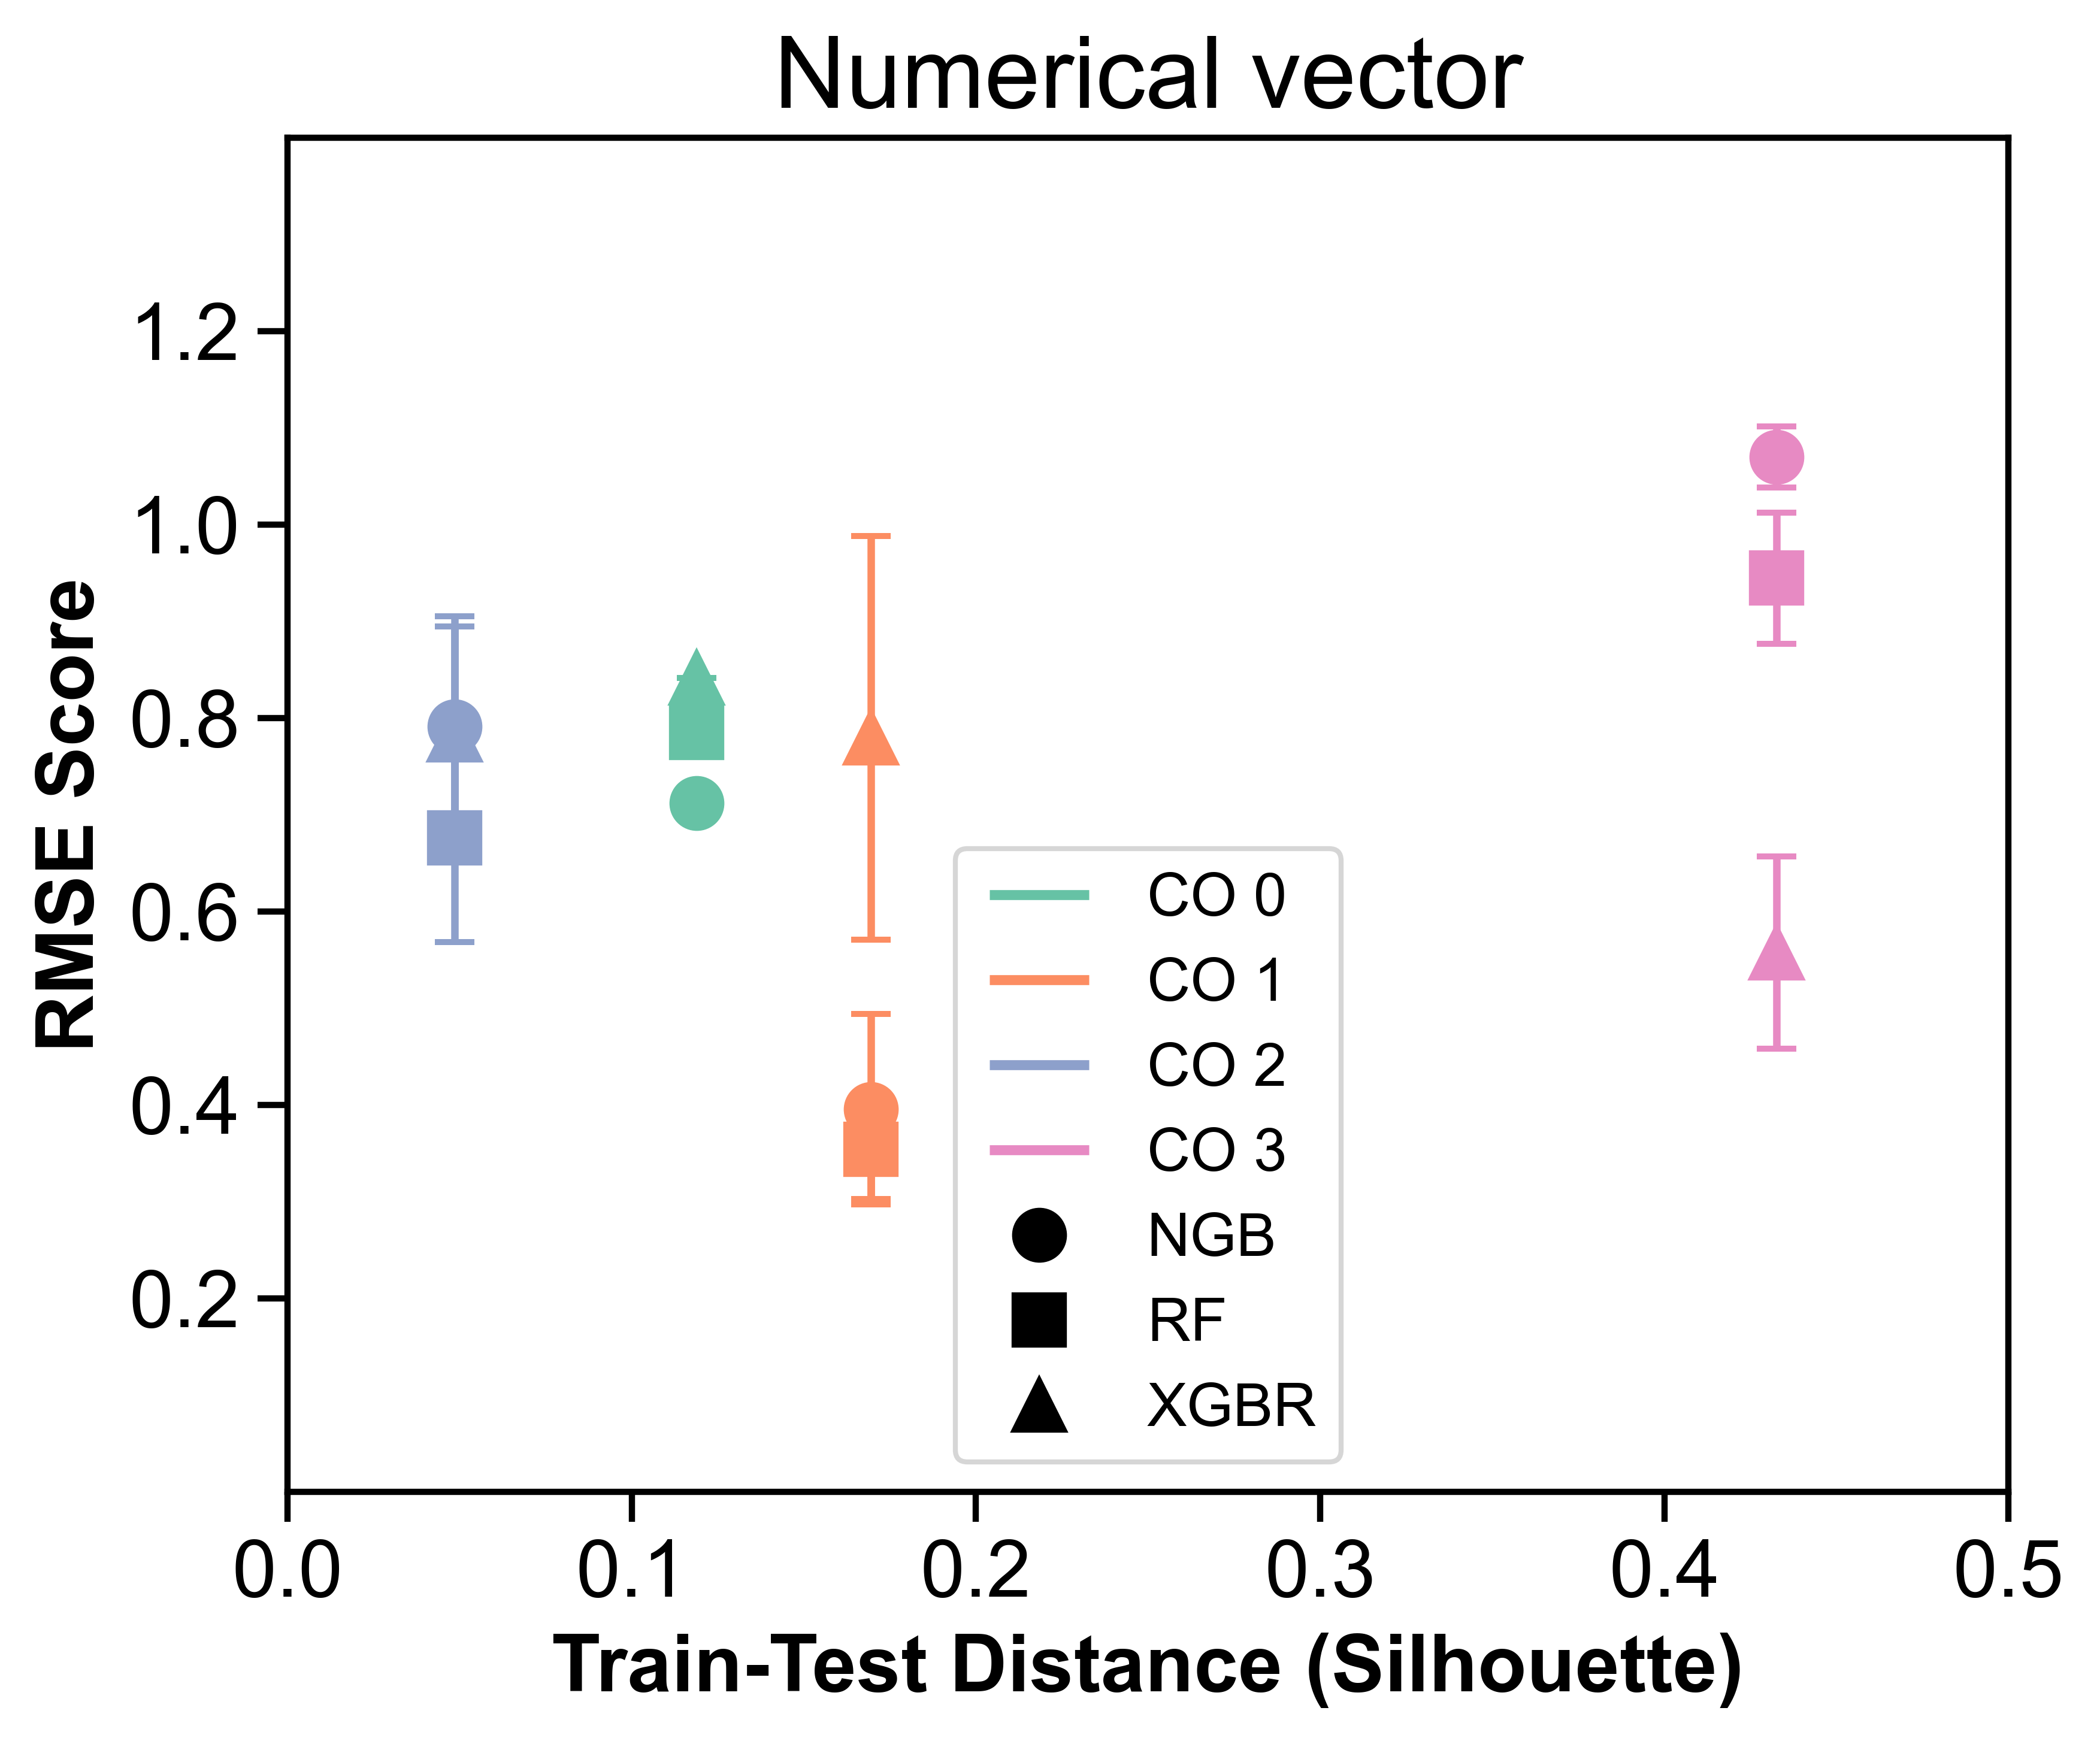 Numerical vector
RMSE Score
1.2
1.0
0.8
0.6
0.4
0.2
CO 0
CO 1
CO 2
CO 3
NGB
RF
XGBR
0.0 0.1 0.2 0.3 0.4 0.5
Train-Test Distance (Silhouette)